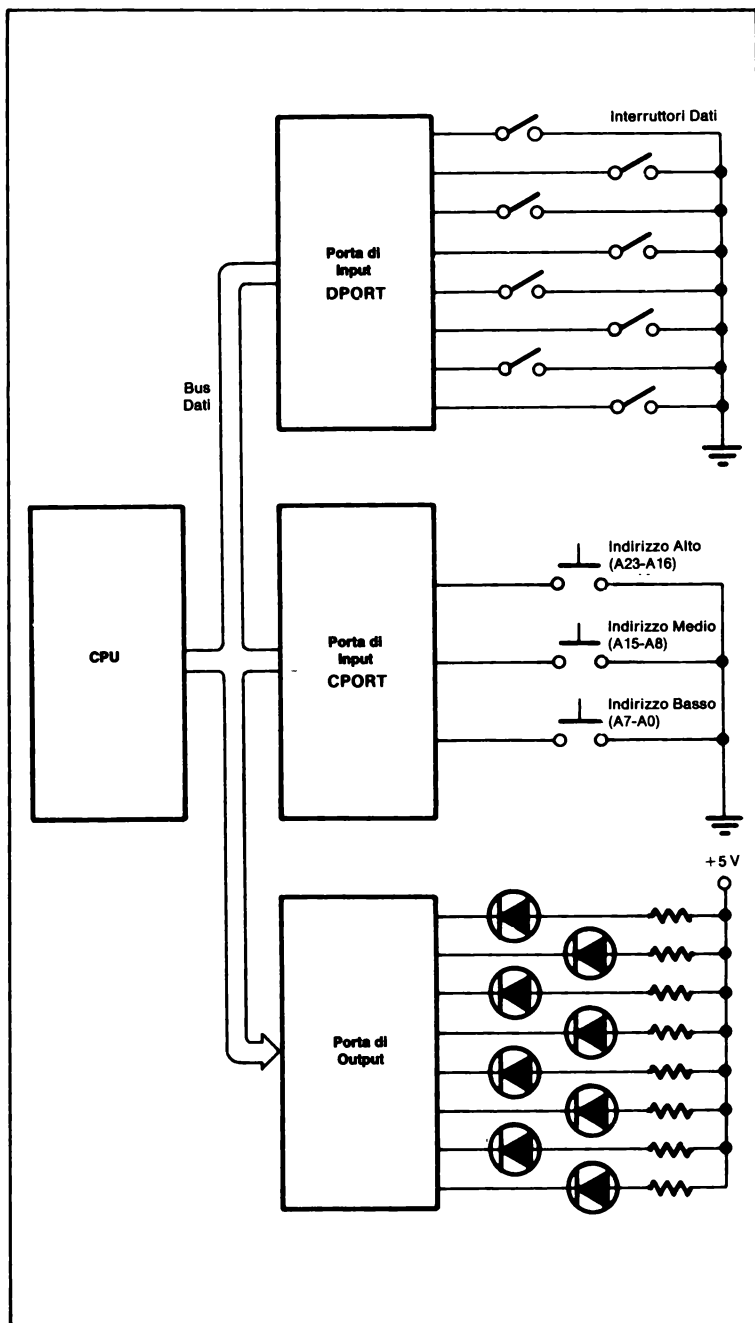 Interruttori Dati
Porta di
Input
DPORT
Bus
Dati
Indirizzo Alto
(A23-A16)
CPU
Porta di
Input
CPORT
Indirizzo Medio
(A15-A8)
Indirizzo Basso
(A7-A0)
+5 V
Porta di
Output